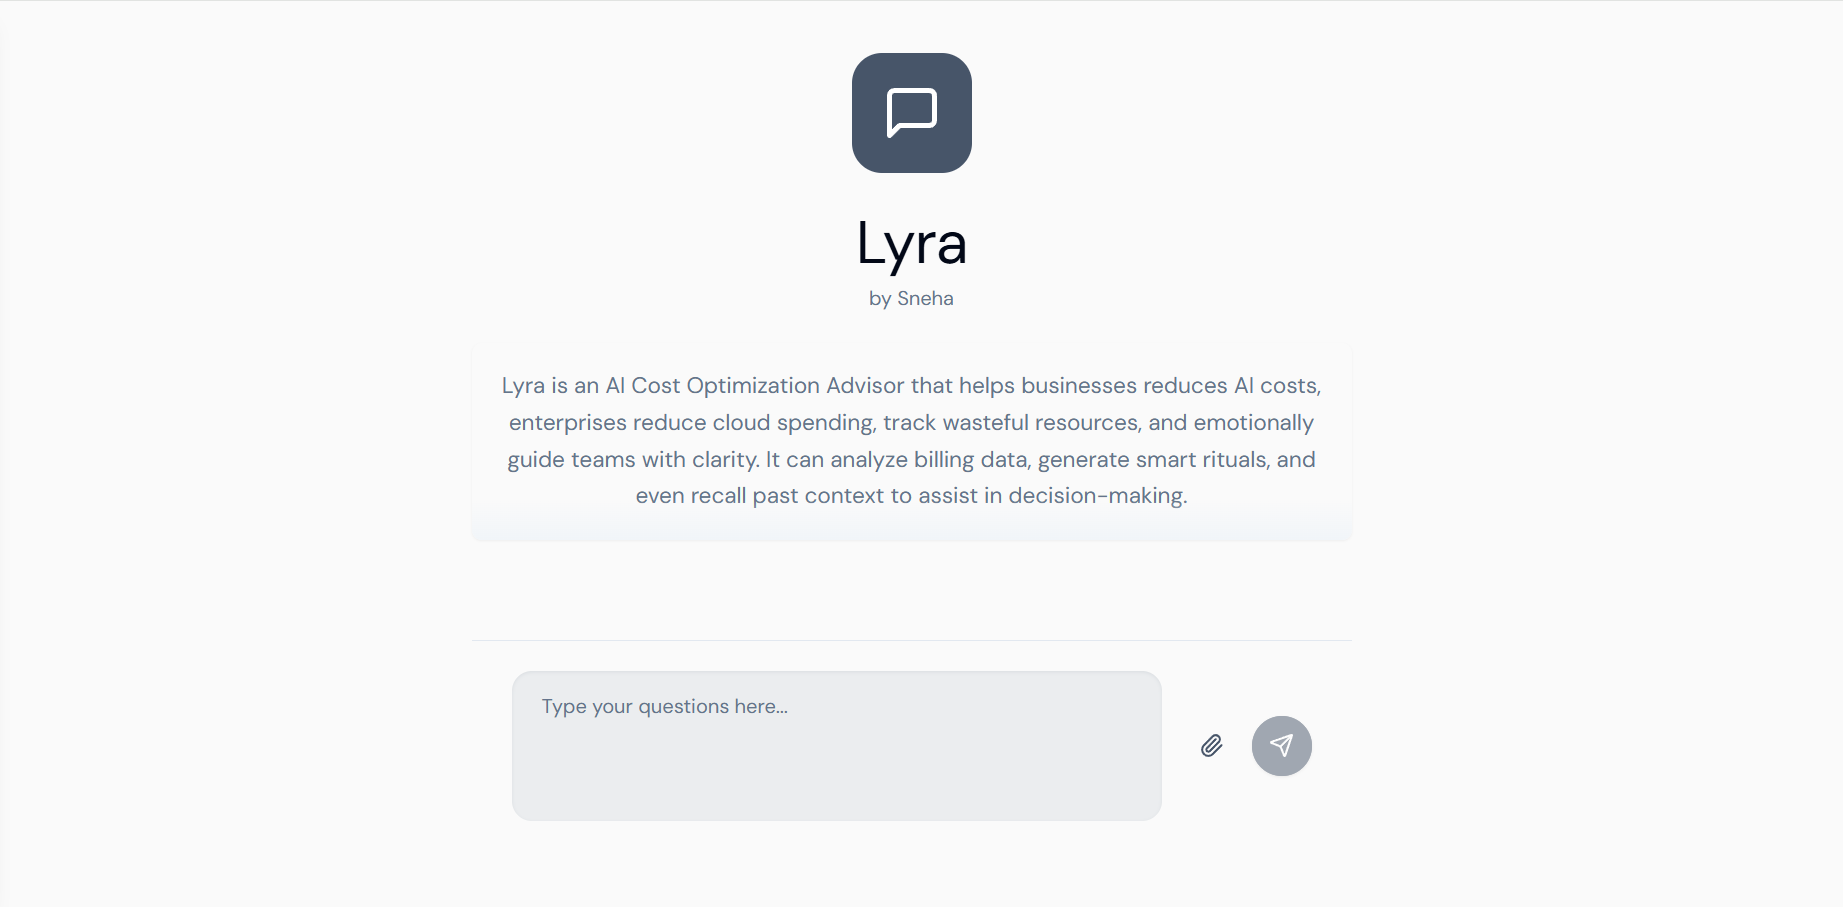 Lyra
by Sneha
Lyra is an AI Cost Optimization Advisor that helps businesses reduces AI costs,
enterprises reduce cloud spending, track wasteful resources, and emotionally
guide teams with clarity. It can analyze billing data, generate smart rituals, and
even recall past context to assist in decision-making.
Type your questions here...